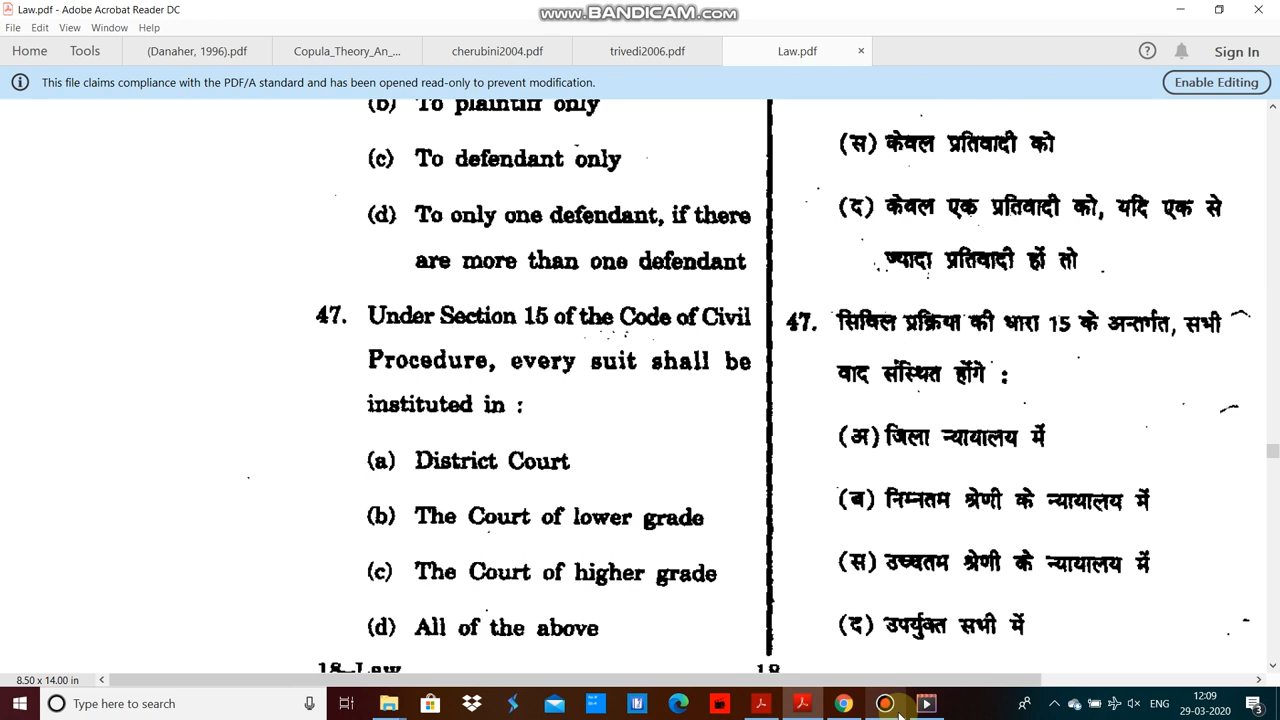 Law.pdf - Adobe Acrobat Reader DC
www.BANDICAM.com
File Edit View Window Help
Home Tools (Danaher, 1996).pdf Copula_Theory_An_... cherubini2004.pdf trivedi2006.pdf Law.pdf × Sign In
This file claims compliance with the PDF/A standard and has been opened read-only to prevent modification. Enable Editing
(b) To plaintiff only
(c) To defendant only
(d) To only one defendant, if there
are more than one defendant
47. Under Section 15 of the Code of Civil
Procedure, every suit shall be
instituted in :
(a) District Court
(b) The Court of lower grade
(c) The Court of higher grade
(d) All of the above
18-Law
(स) केवल प्रतिवादी को
(द) केवल एक प्रतिवादी को, यदि एक से
ज्यादा प्रतिवादी हों तो
47. सिविल प्रक्रिया की धारा 15 के अन्तर्गत, सभी
वाद संस्थित होंगे :
(अ) जिला न्यायालय में
(ब) निम्नतम श्रेणी के न्यायालय में
(स) उच्चतम श्रेणी के न्यायालय में
(द) उपर्युक्त सभी में
18
8.50 x 14.00 in
Type here to search
12:09
29-03-2020
3